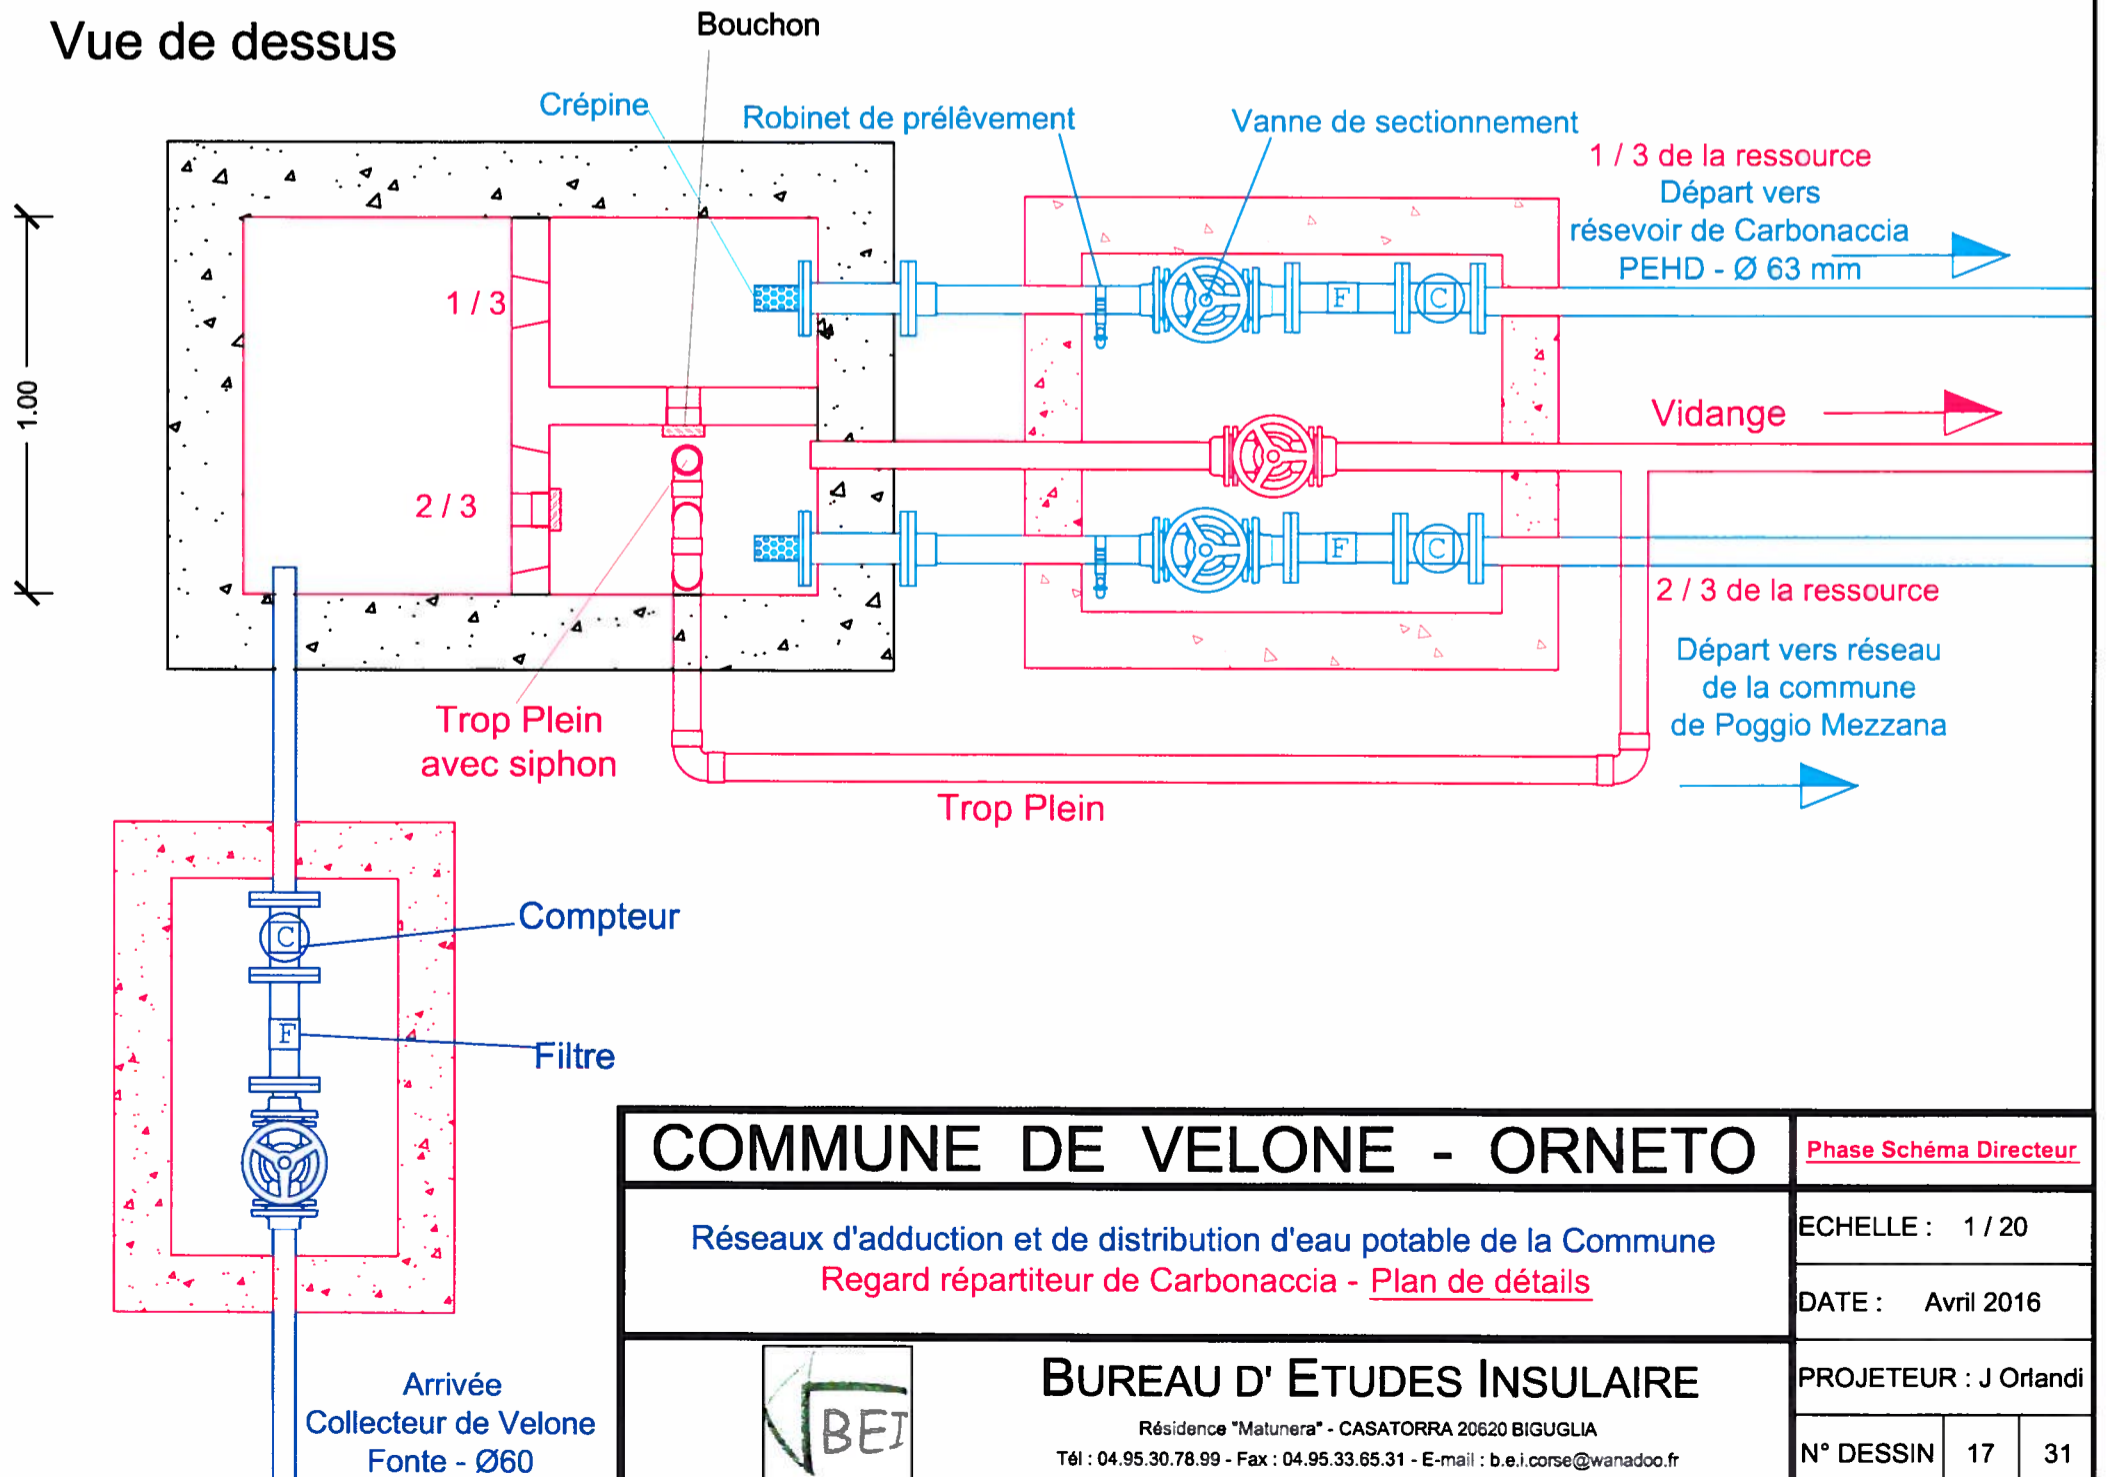 Vue de dessus
Bouchon
Crépine
Robinet de prélêvement
Vanne de sectionnement
1 / 3 de la ressource
Départ vers
résevoir de Carbonaccia
PEHD - Ø 63 mm
1.00
1 / 3
F
C
Vidange
2 / 3
F
C
2 / 3 de la ressource
Départ vers réseau
de la commune
de Poggio Mezzana
Trop Plein
avec siphon
Trop Plein
C
Compteur
F
Filtre
Arrivée
Collecteur de Velone
Fonte - Ø60
COMMUNE DE VELONE - ORNETO
Phase Schéma Directeur
Réseaux d'adduction et de distribution d'eau potable de la Commune
Regard répartiteur de Carbonaccia - Plan de détails
ECHELLE : 1 / 20
DATE : Avril 2016
PROJETEUR : J Orlandi
N° DESSIN 17 31
BEI
BUREAU D' ETUDES INSULAIRE
Résidence "Matunera" - CASATORRA 20620 BIGUGLIA
Tél : 04.95.30.78.99 - Fax : 04.95.33.65.31 - E-mail : b.e.i.corse@wanadoo.fr